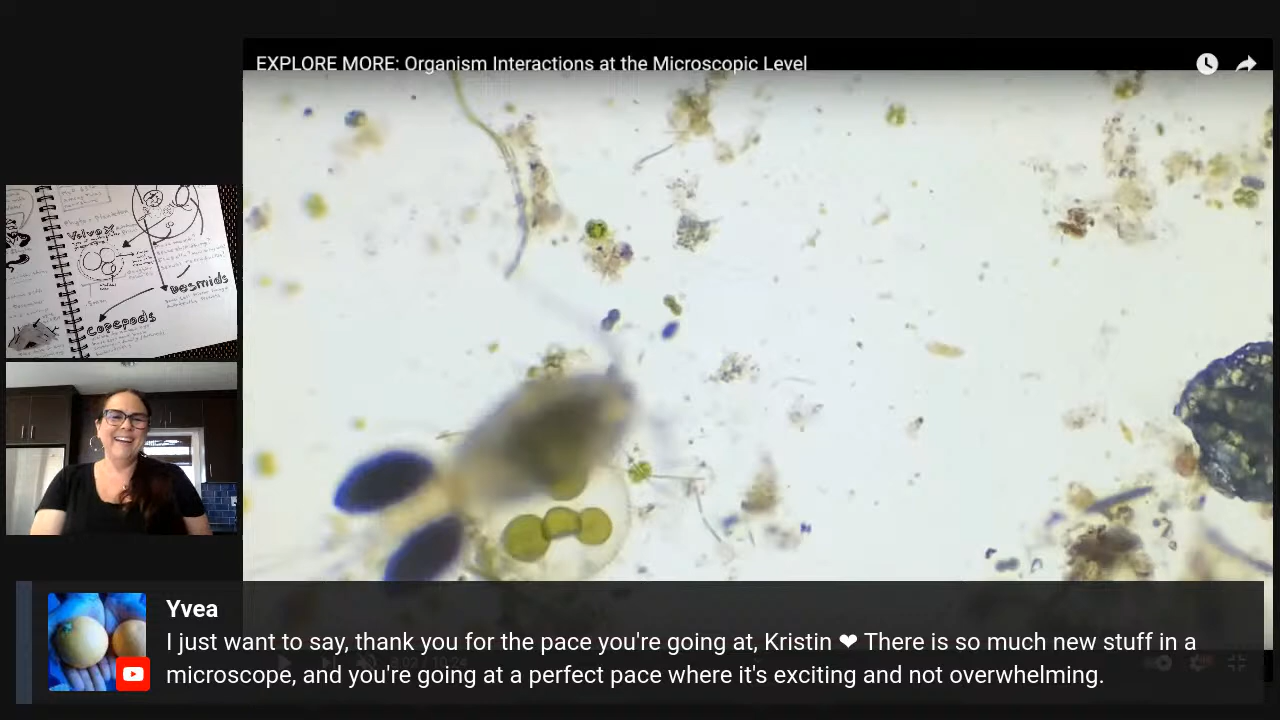 EXPLORE MORE: Organism Interactions at the Microscopic Level
Volvox
Desmids
Copepods
Yvea
I just want to say, thank you for the pace you're going at, Kristin ❤ There is so much new stuff in a
microscope, and you're going at a perfect pace where it's exciting and not overwhelming.